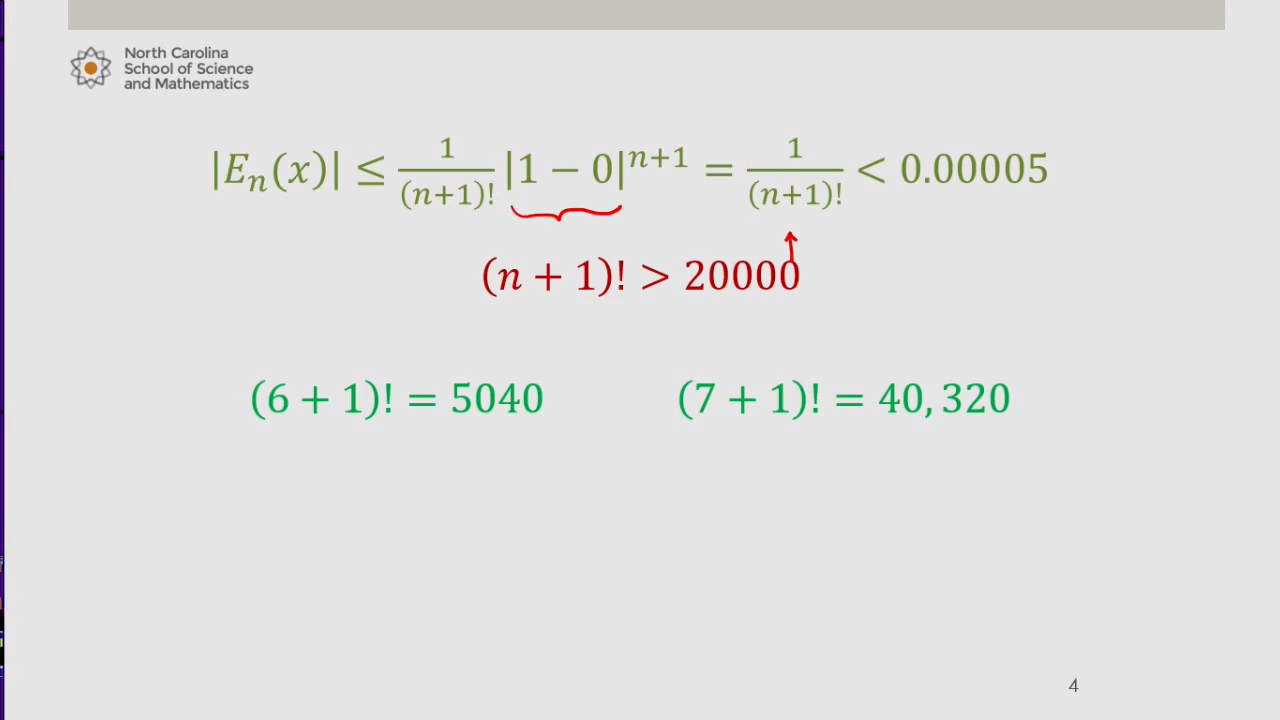 North Carolina
School of Science
and Mathematics
|Eₙ(x)| ≤ 1/(n+1)! |1 − 0|ⁿ⁺¹ = 1/(n+1)! < 0.00005
(n + 1)! > 20000
(6 + 1)! = 5040 (7 + 1)! = 40,320
4